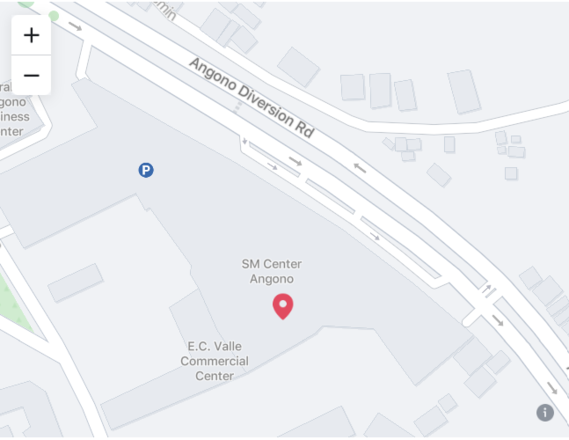 +
−
Angono Diversion Rd
P
SM Center
Angono
E.C. Valle
Commercial
Center
i